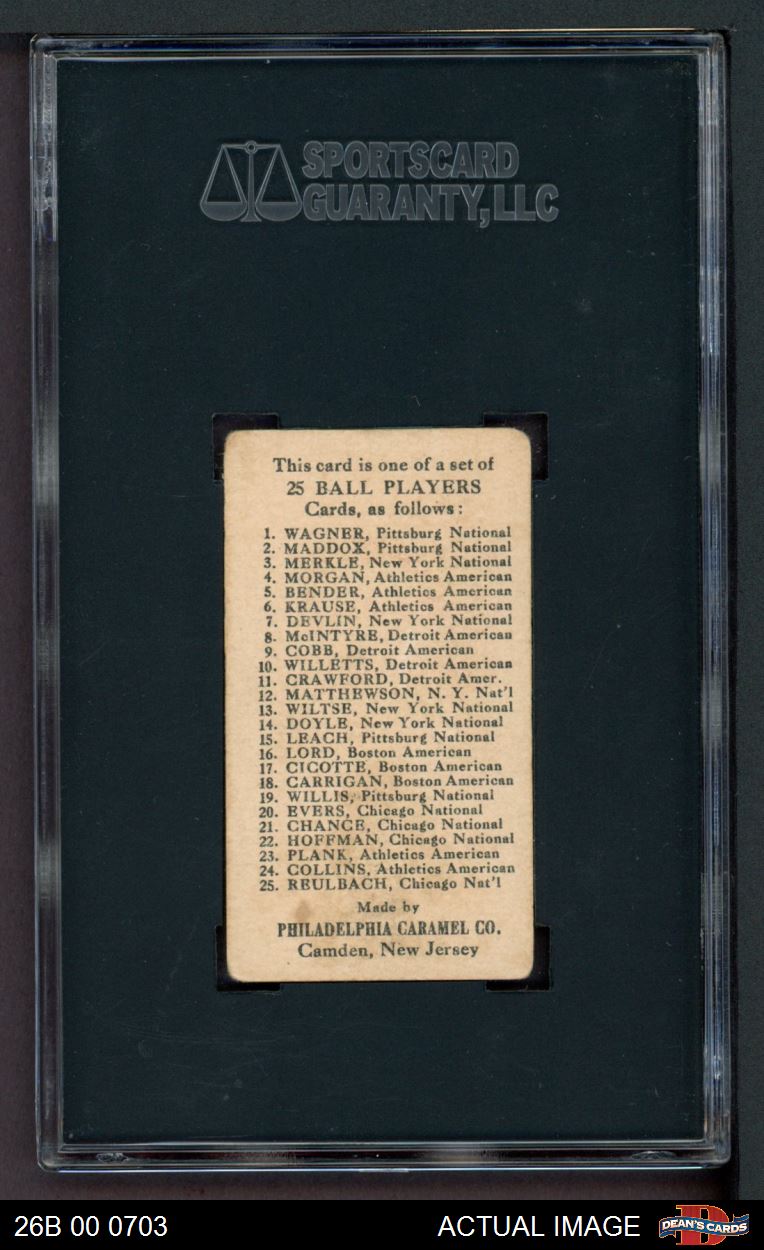 SPORTSCARD
GUARANTY, LLC
This card is one of a set of
25 BALL PLAYERS
Cards, as follows:
1. WAGNER, Pittsburg National
2. MADDOX, Pittsburg National
3. MERKLE, New York National
4. MORGAN, Athletics American
5. BENDER, Athletics American
6. KRAUSE, Athletics American
7. DEVLIN, New York National
8. McINTYRE, Detroit American
9. COBB, Detroit American
10. WILLETTS, Detroit American
11. CRAWFORD, Detroit Amer.
12. MATTHEWSON, N. Y. Nat'l
13. WILTSE, New York National
14. DOYLE, New York National
15. LEACH, Pittsburg National
16. LORD, Boston American
17. CICOTTE, Boston American
18. CARRIGAN, Boston American
19. WILLIS, Pittsburg National
20. EVERS, Chicago National
21. CHANCE, Chicago National
22. HOFFMAN, Chicago National
23. PLANK, Athletics American
24. COLLINS, Athletics American
25. REULBACH, Chicago Nat'l
Made by
PHILADELPHIA CARAMEL CO.
Camden, New Jersey
26B 00 0703 ACTUAL IMAGE D DEAN'S CARDS